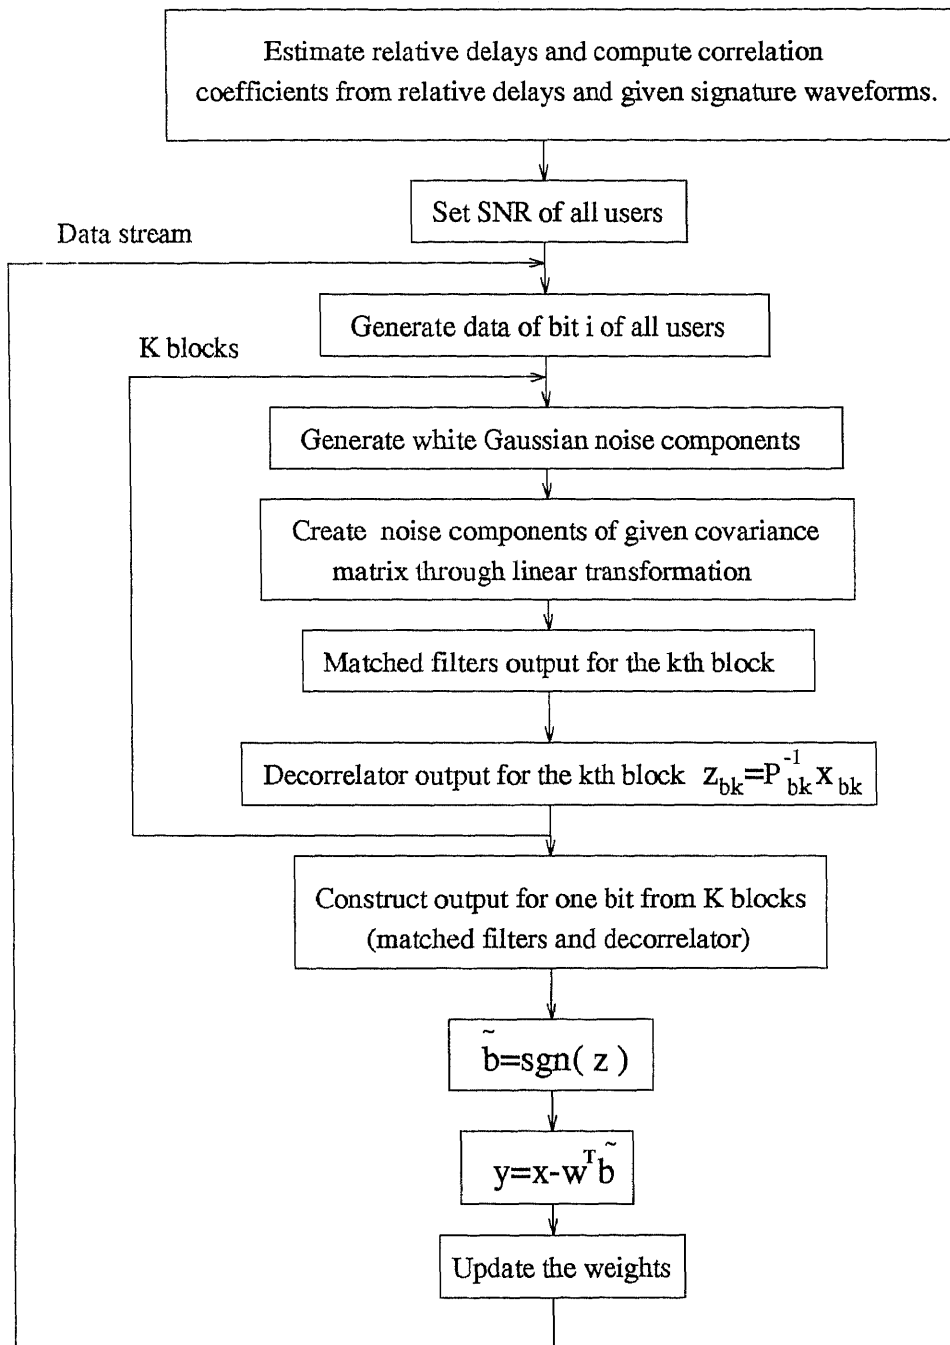 Estimate relative delays and compute correlation
coefficients from relative delays and given signature waveforms.
Set SNR of all users
Data stream
Generate data of bit i of all users
K blocks
Generate white Gaussian noise components
Create noise components of given covariance
matrix through linear transformation
Matched filters output for the kth block
Decorrelator output for the kth block z_bk=P_bk^-1 x_bk
Construct output for one bit from K blocks
(matched filters and decorrelator)
b̃=sgn( z )
y=x-w^T b̃
Update the weights